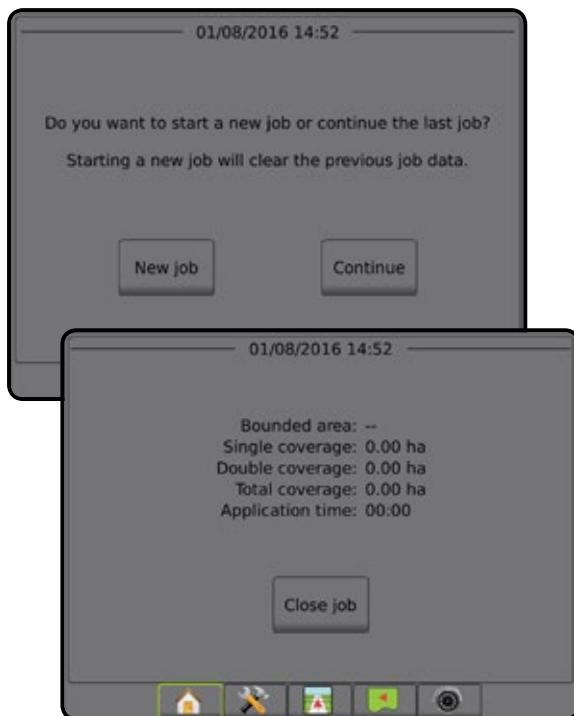 01/08/2016 14:52
Do you want to start a new job or continue the last job?
Starting a new job will clear the previous job data.
New job
Continue
01/08/2016 14:52
Bounded area: --
Single coverage: 0.00 ha
Double coverage: 0.00 ha
Total coverage: 0.00 ha
Application time: 00:00
Close job